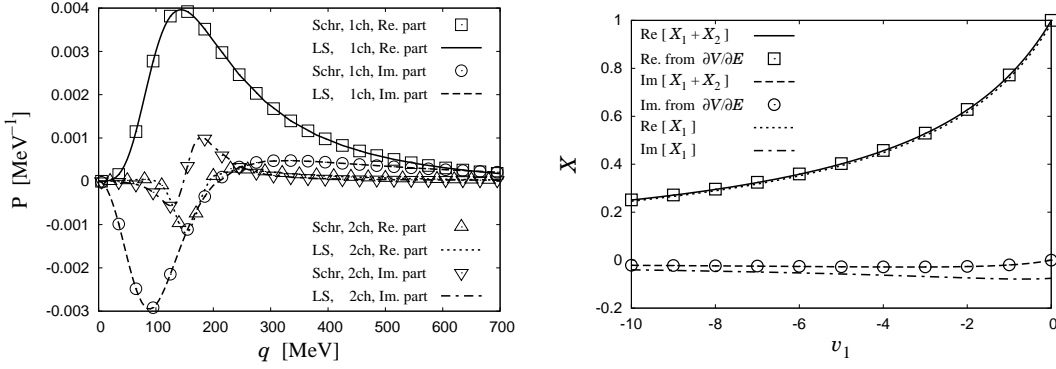 0.004
0.003
0.002
0.001
0
-0.001
-0.002
-0.003
P [MeV⁻¹]
Schr, 1ch, Re. part
LS, 1ch, Re. part
Schr, 1ch, Im. part
LS, 1ch, Im. part
Schr, 2ch, Re. part
LS, 2ch, Re. part
Schr, 2ch, Im. part
LS, 2ch, Im. part
0 100 200 300 400 500 600 700
q [MeV]
1
0.8
0.6
0.4
0.2
0
-0.2
X
Re [X₁ + X₂]
Re. from ∂V/∂E
Im [X₁ + X₂]
Im. from ∂V/∂E
Re [X₁]
Im [X₁]
-10 -8 -6 -4 -2 0
v₁